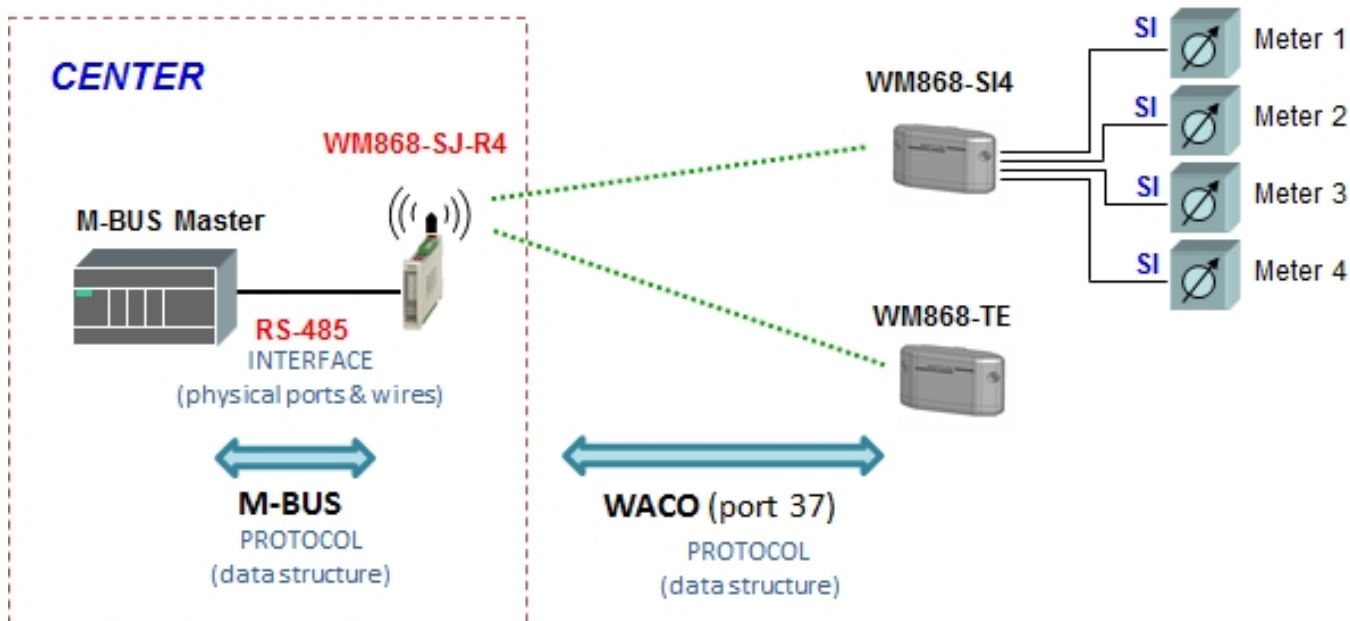 CENTER
WM868-SJ-R4
M-BUS Master
RS-485
INTERFACE
(physical ports & wires)
M-BUS
PROTOCOL
(data structure)
WACO (port 37)
PROTOCOL
(data structure)
WM868-SI4
WM868-TE
SI
Meter 1
SI
Meter 2
SI
Meter 3
SI
Meter 4